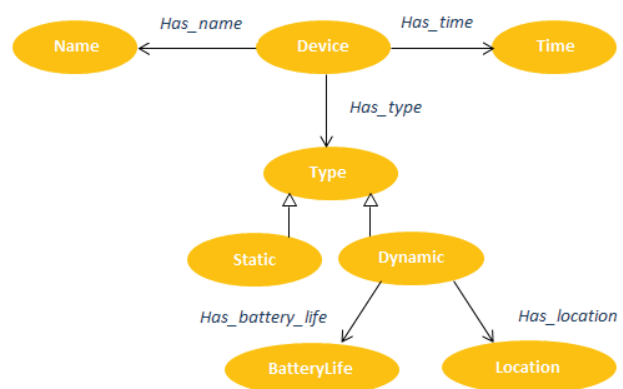 Has_name
Has_time
Name
Device
Time
Has_type
Type
Static
Dynamic
Has_battery_life
Has_location
BatteryLife
Location